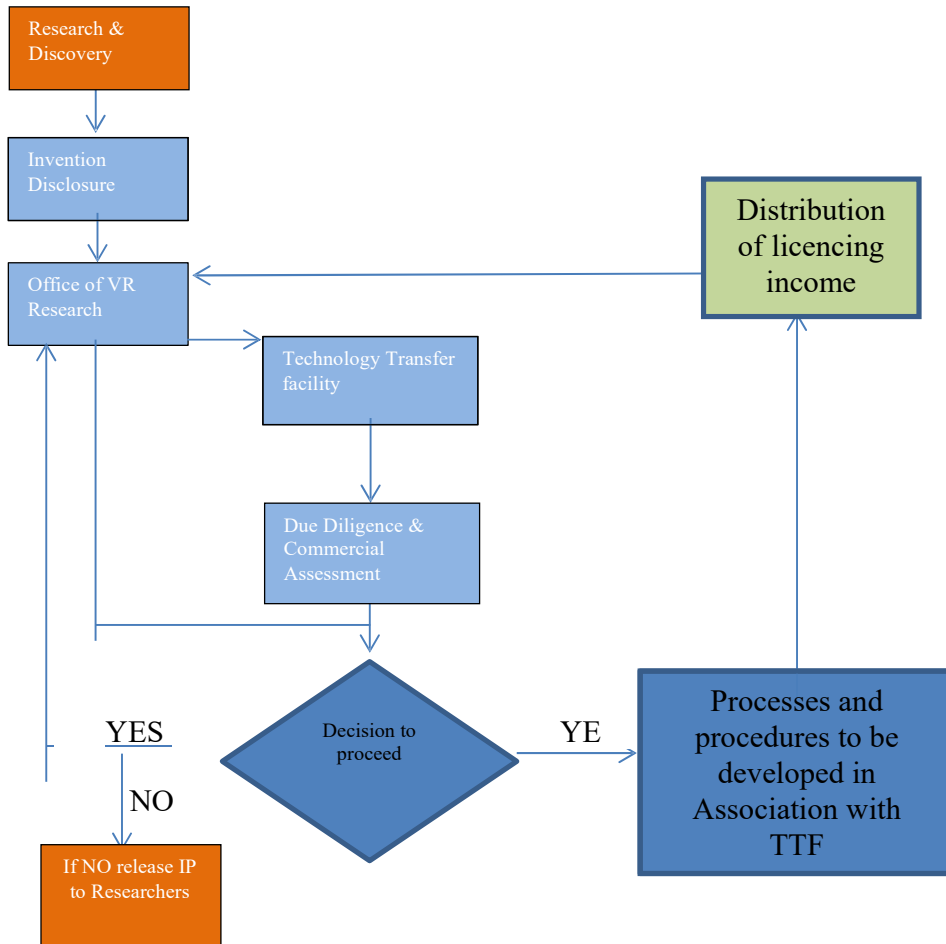 Research &
Discovery
Invention
Disclosure
Distribution
of licencing
income
Office of VR
Research
Technology Transfer
facility
Due Diligence &
Commercial
Assessment
Decision to
proceed
YES
YE
Processes and
procedures to be
developed in
Association with
TTF
NO
If NO release IP
to Researchers